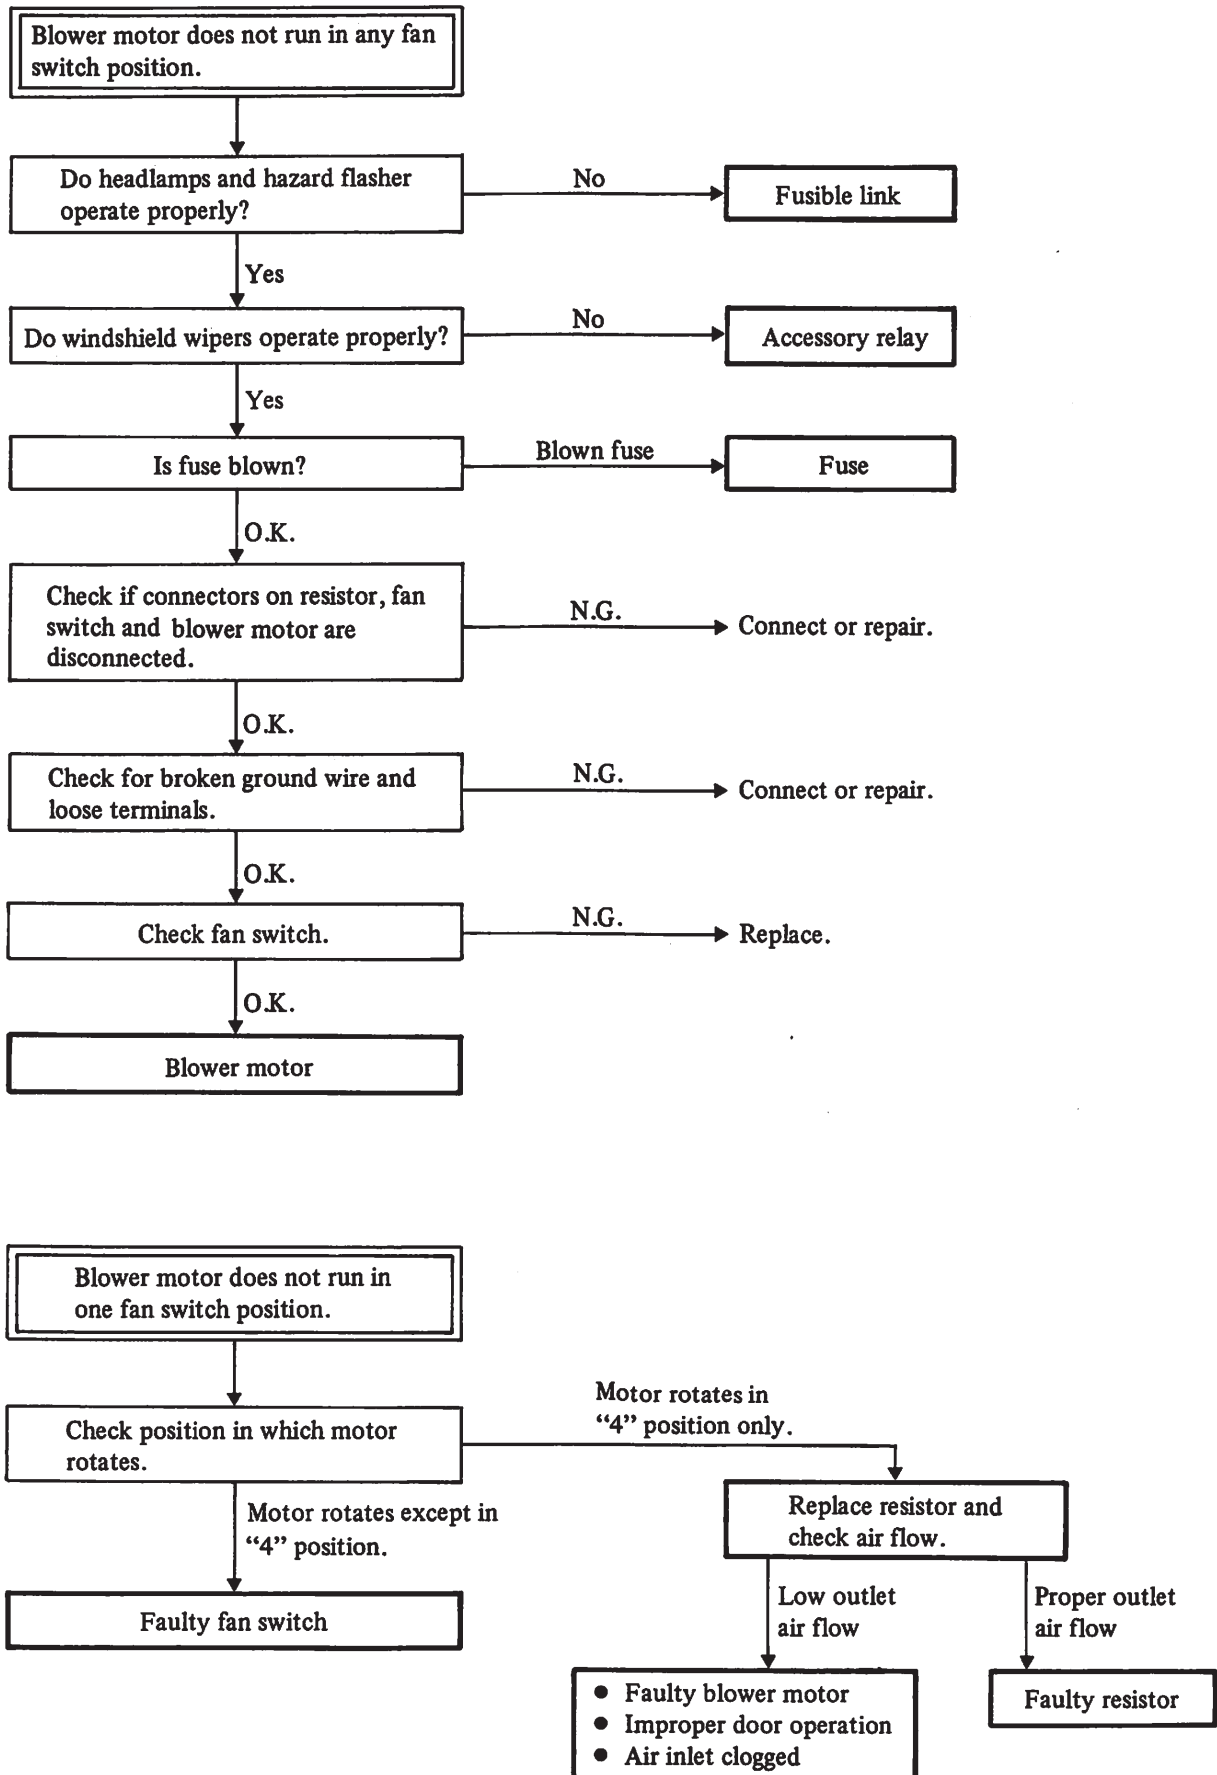 Blower motor does not run in any fan
switch position.
Do headlamps and hazard flasher
operate properly?
No
Fusible link
Yes
Do windshield wipers operate properly?
No
Accessory relay
Yes
Is fuse blown?
Blown fuse
Fuse
O.K.
Check if connectors on resistor, fan
switch and blower motor are
disconnected.
N.G.
Connect or repair.
O.K.
Check for broken ground wire and
loose terminals.
N.G.
Connect or repair.
O.K.
Check fan switch.
N.G.
Replace.
O.K.
Blower motor
Blower motor does not run in
one fan switch position.
Check position in which motor
rotates.
Motor rotates in
“4” position only.
Motor rotates except in
“4” position.
Faulty fan switch
Replace resistor and
check air flow.
Low outlet
air flow
Proper outlet
air flow
● Faulty blower motor
● Improper door operation
● Air inlet clogged
Faulty resistor